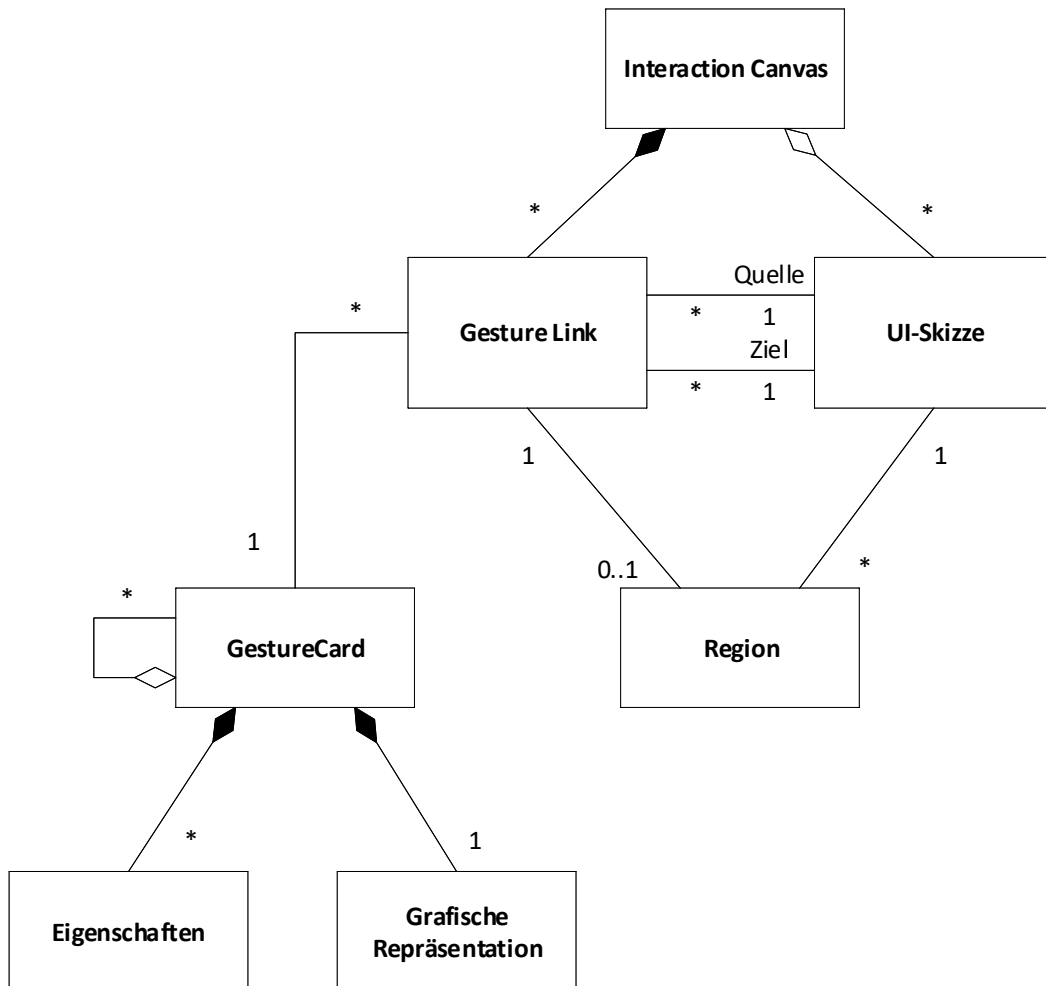 Interaction Canvas
*
*
Quelle
*
Gesture Link
*
1
UI-Skizze
Ziel
*
1
1
1
1
0..1
*
*
GestureCard
Region
*
1
Eigenschaften
Grafische
Repräsentation